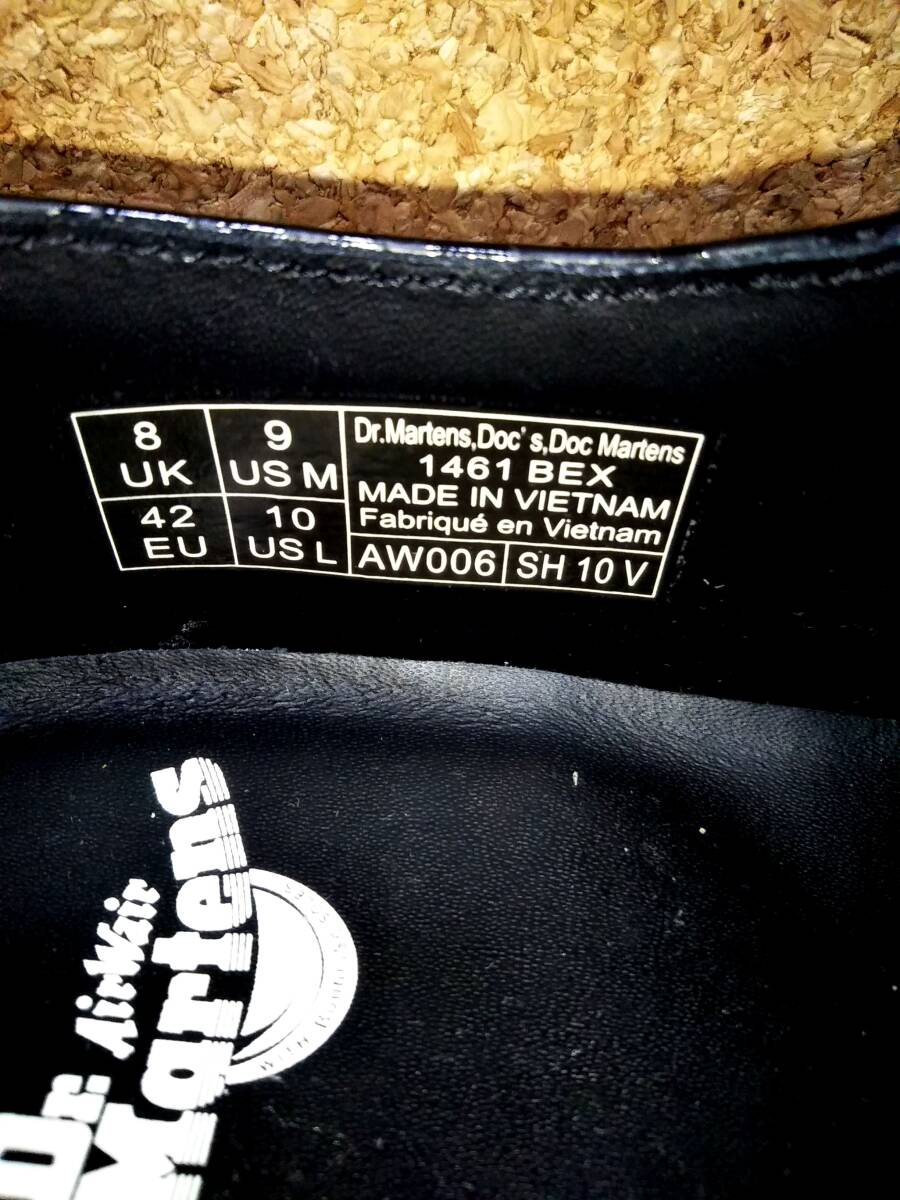 8
UK
9
US M
42
EU
10
US L
Dr.Martens,Doc's,Doc Martens
1461 BEX
MADE IN VIETNAM
Fabriqué en Vietnam
AW006
SH 10 V
AirWair
Dr.
Martens
WITH